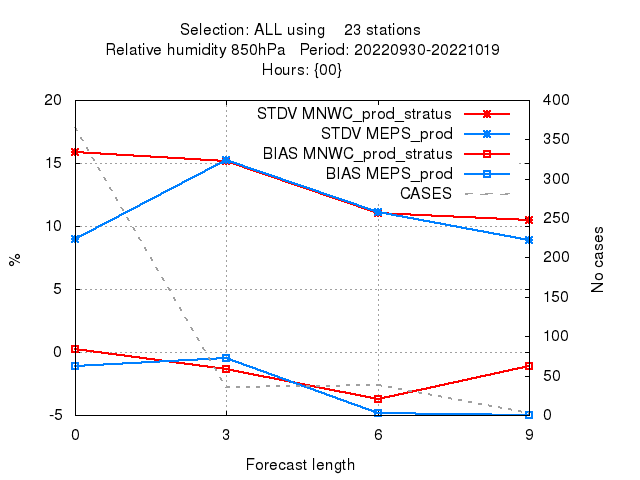 Selection: ALL using    23 stations
Relative humidity 850hPa   Period: 20220930-20221019
Hours: {00}
STDV MNWC_prod_stratus
STDV MEPS_prod
BIAS MNWC_prod_stratus
BIAS MEPS_prod
CASES
20
15
10
5
0
-5
%
400
350
300
250
200
150
100
50
0
No cases
0 3 6 9
Forecast length